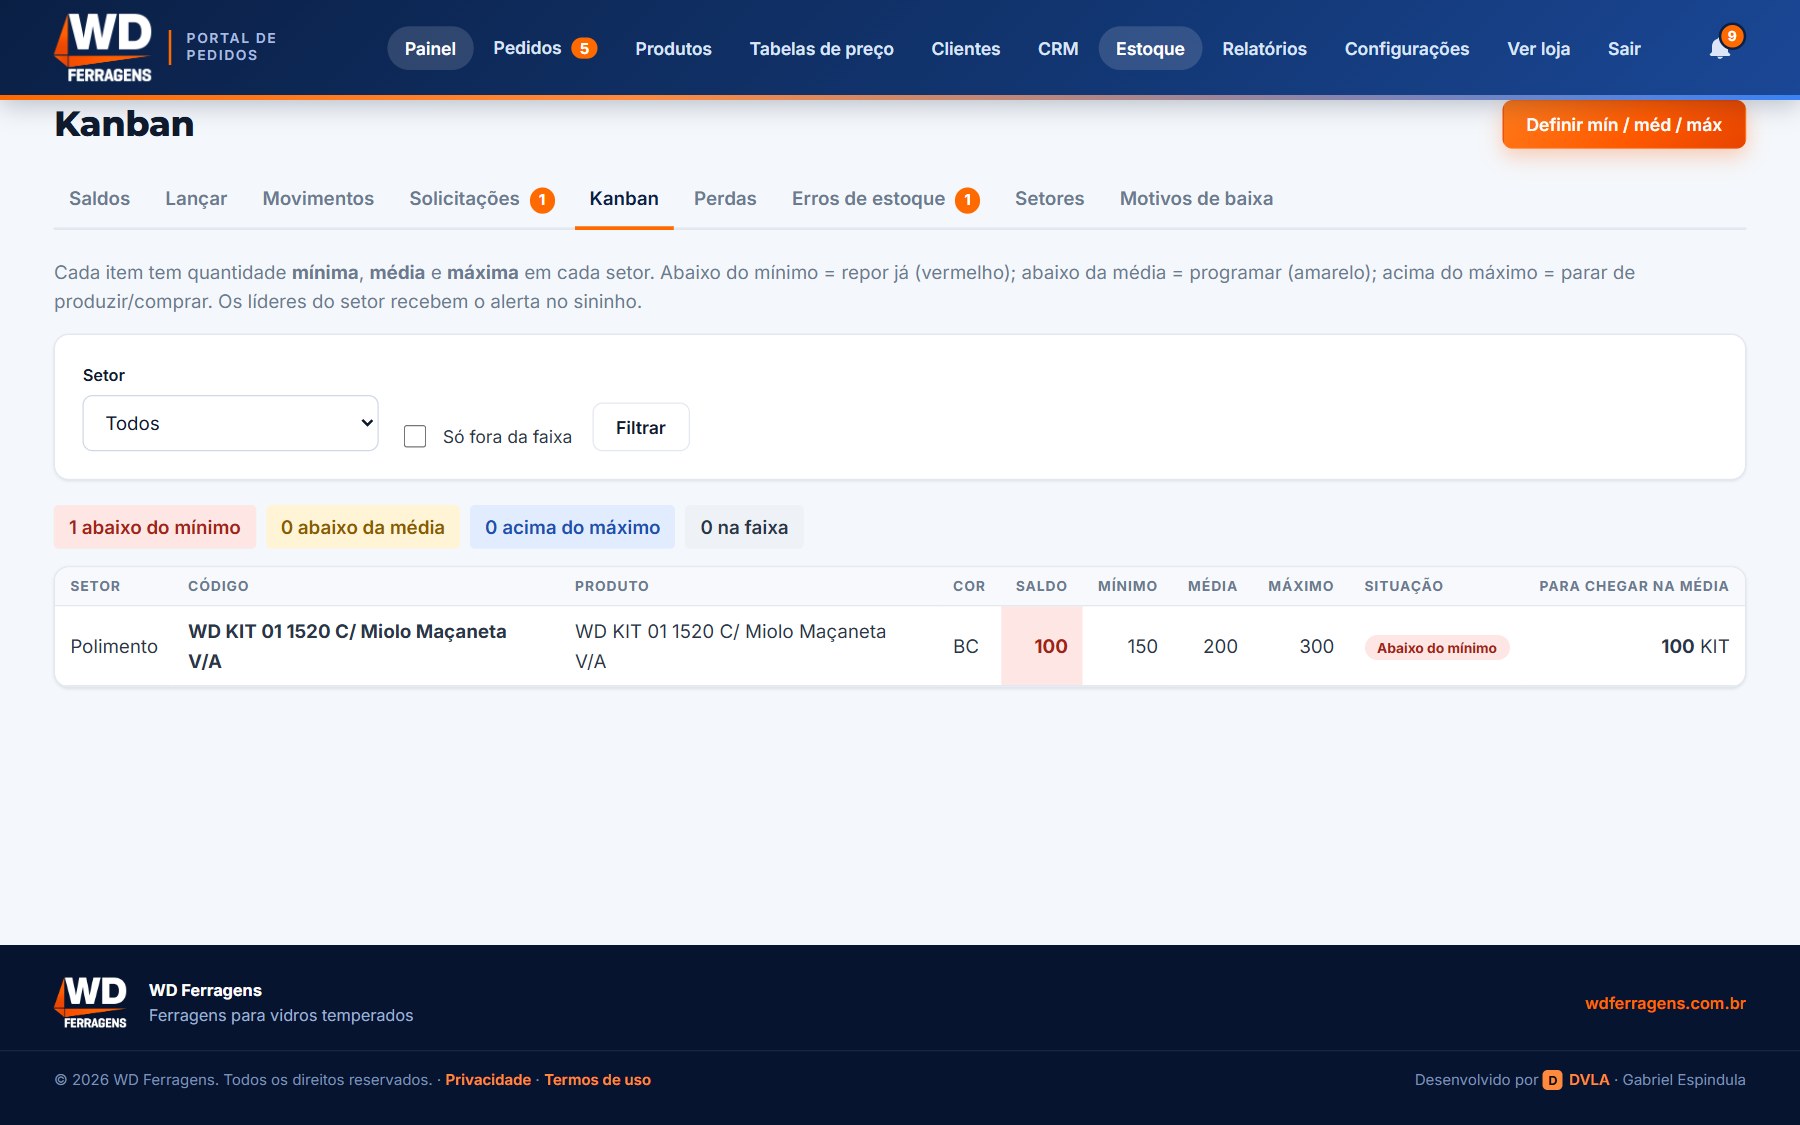 WD
FERRAGENS
PORTAL DE
PEDIDOS
Painel
Pedidos 5
Produtos
Tabelas de preço
Clientes
CRM
Estoque
Relatórios
Configurações
Ver loja
Sair
9
Kanban
Definir mín / méd / máx
Saldos
Lançar
Movimentos
Solicitações 1
Kanban
Perdas
Erros de estoque 1
Setores
Motivos de baixa
Cada item tem quantidade mínima, média e máxima em cada setor. Abaixo do mínimo = repor já (vermelho); abaixo da média = programar (amarelo); acima do máximo = parar de
produzir/comprar. Os líderes do setor recebem o alerta no sininho.
Setor
Todos
Só fora da faixa
Filtrar
1 abaixo do mínimo
0 abaixo da média
0 acima do máximo
0 na faixa
SETOR CÓDIGO PRODUTO COR SALDO MÍNIMO MÉDIA MÁXIMO SITUAÇÃO PARA CHEGAR NA MÉDIA
Polimento
WD KIT 01 1520 C/ Miolo Maçaneta
V/A
WD KIT 01 1520 C/ Miolo Maçaneta
V/A
BC
100
150
200
300
Abaixo do mínimo
100 KIT
WD
FERRAGENS
WD Ferragens
Ferragens para vidros temperados
wdferragens.com.br
© 2026 WD Ferragens. Todos os direitos reservados. · Privacidade · Termos de uso
Desenvolvido por D DVLA · Gabriel Espindula